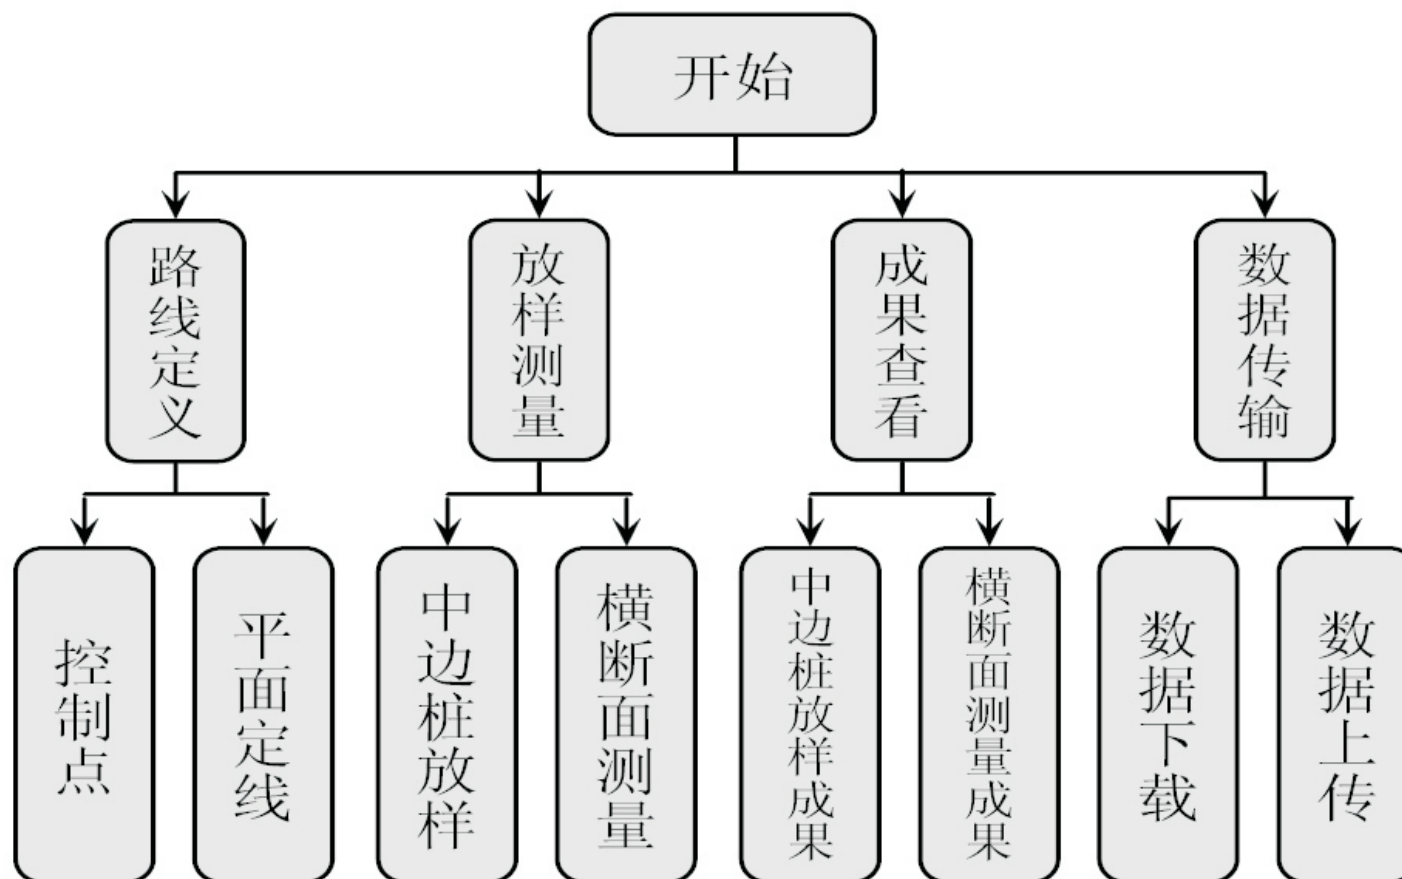 开始
路线定义
放样测量
成果查看
数据传输
控制点
平面定线
中边桩放样
横断面测量
中边桩放样成果
横断面测量成果
数据下载
数据上传